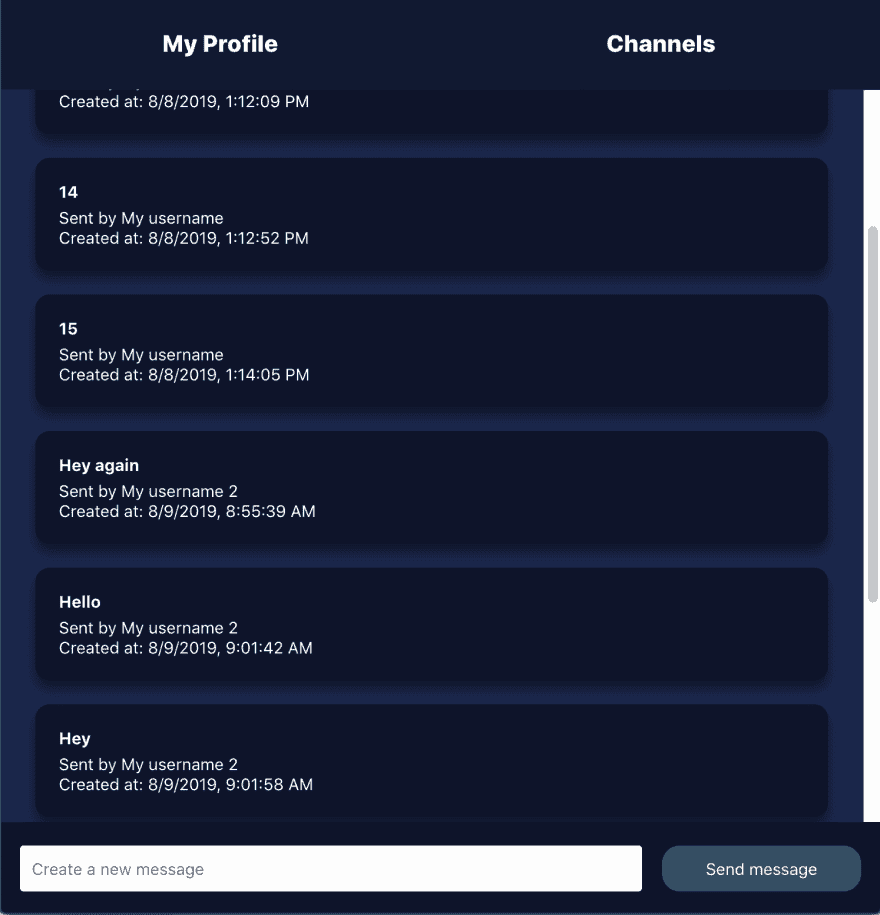 My Profile
Channels
Created at: 8/8/2019, 1:12:09 PM
14
Sent by My username
Created at: 8/8/2019, 1:12:52 PM
15
Sent by My username
Created at: 8/8/2019, 1:14:05 PM
Hey again
Sent by My username 2
Created at: 8/9/2019, 8:55:39 AM
Hello
Sent by My username 2
Created at: 8/9/2019, 9:01:42 AM
Hey
Sent by My username 2
Created at: 8/9/2019, 9:01:58 AM
Create a new message
Send message